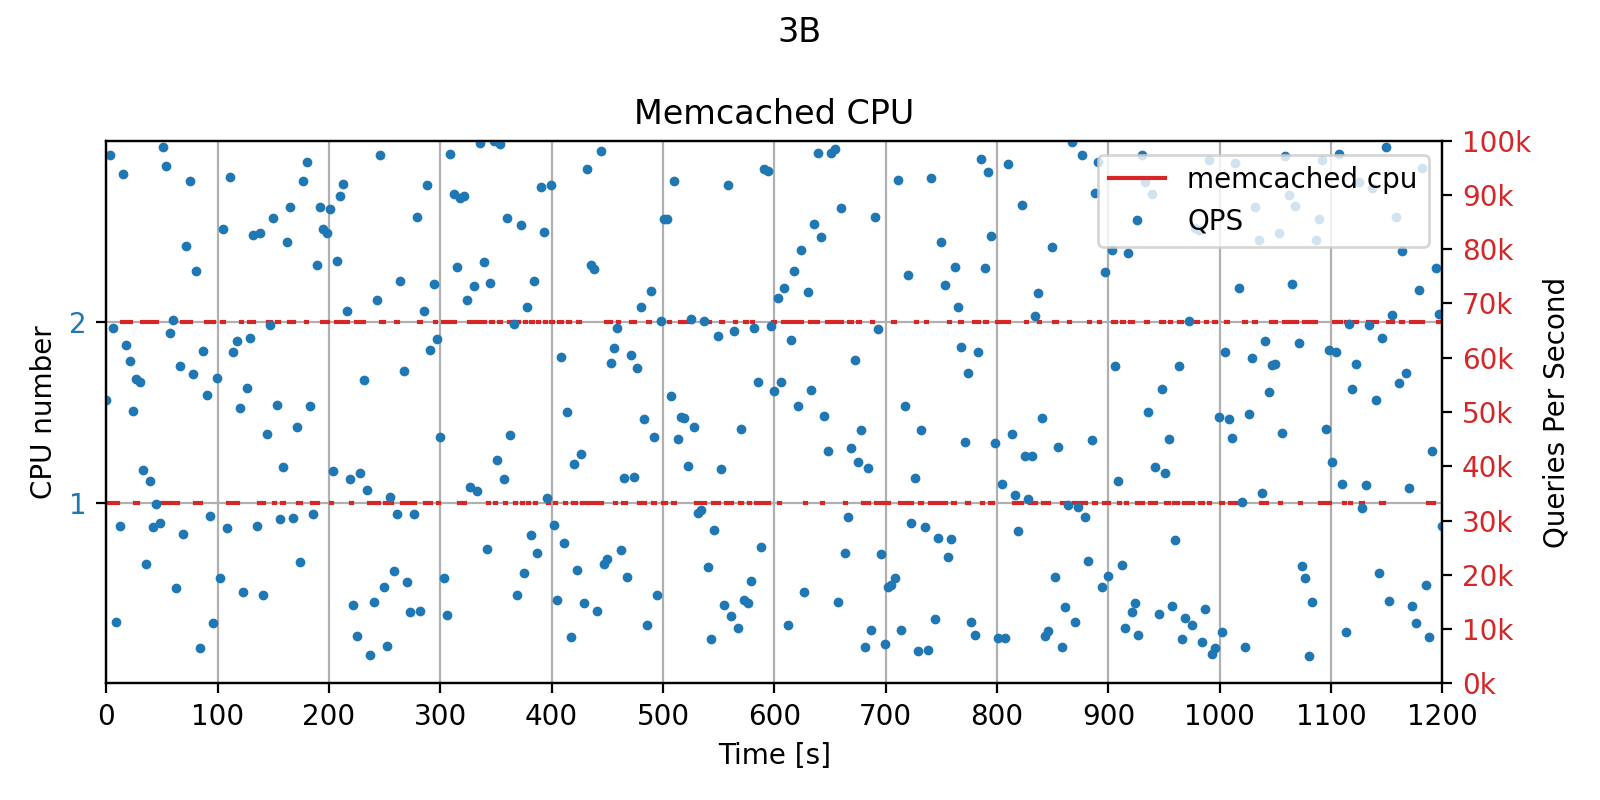 3B
Memcached CPU
CPU number
2
1
memcached cpu
QPS
100k
90k
80k
70k
60k
50k
40k
30k
20k
10k
0k
Queries Per Second
0 100 200 300 400 500 600 700 800 900 1000 1100 1200
Time [s]